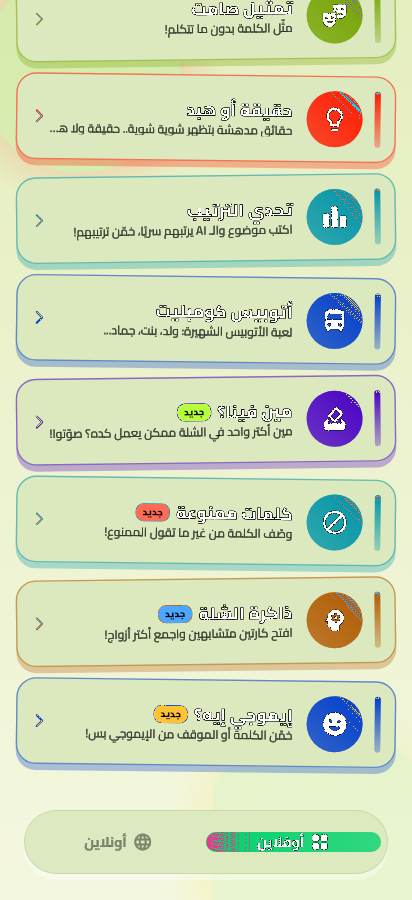 تمثيل صامت
مثّل الكلمة بدون ما تتكلم!
حقيقة أو هبد
حقائق مدهشة بتظهر شوية شوية.. حقيقة ولا هـ...
تحدي الترتيب
اكتب موضوع والـ AI يرتبهم سريًا، خمّن ترتيبهم!
أتوبيس كومبليت
لعبة الأتوبيس الشهيرة: ولد، بنت، جماد...
مين فينا؟ جديد
مين أكتر واحد في الشلة ممكن يعمل كده؟ صوّتوا!
كلمات ممنوعة جديد
وصّف الكلمة من غير ما تقول الممنوع!
ذاكرة الشلة جديد
افتح كارتين متشابهين واجمع أكتر أزواج!
إيموجي إيه؟ جديد
خمّن الكلمة أو الموقف من الإيموجي بس!
أوفلاين أونلاين